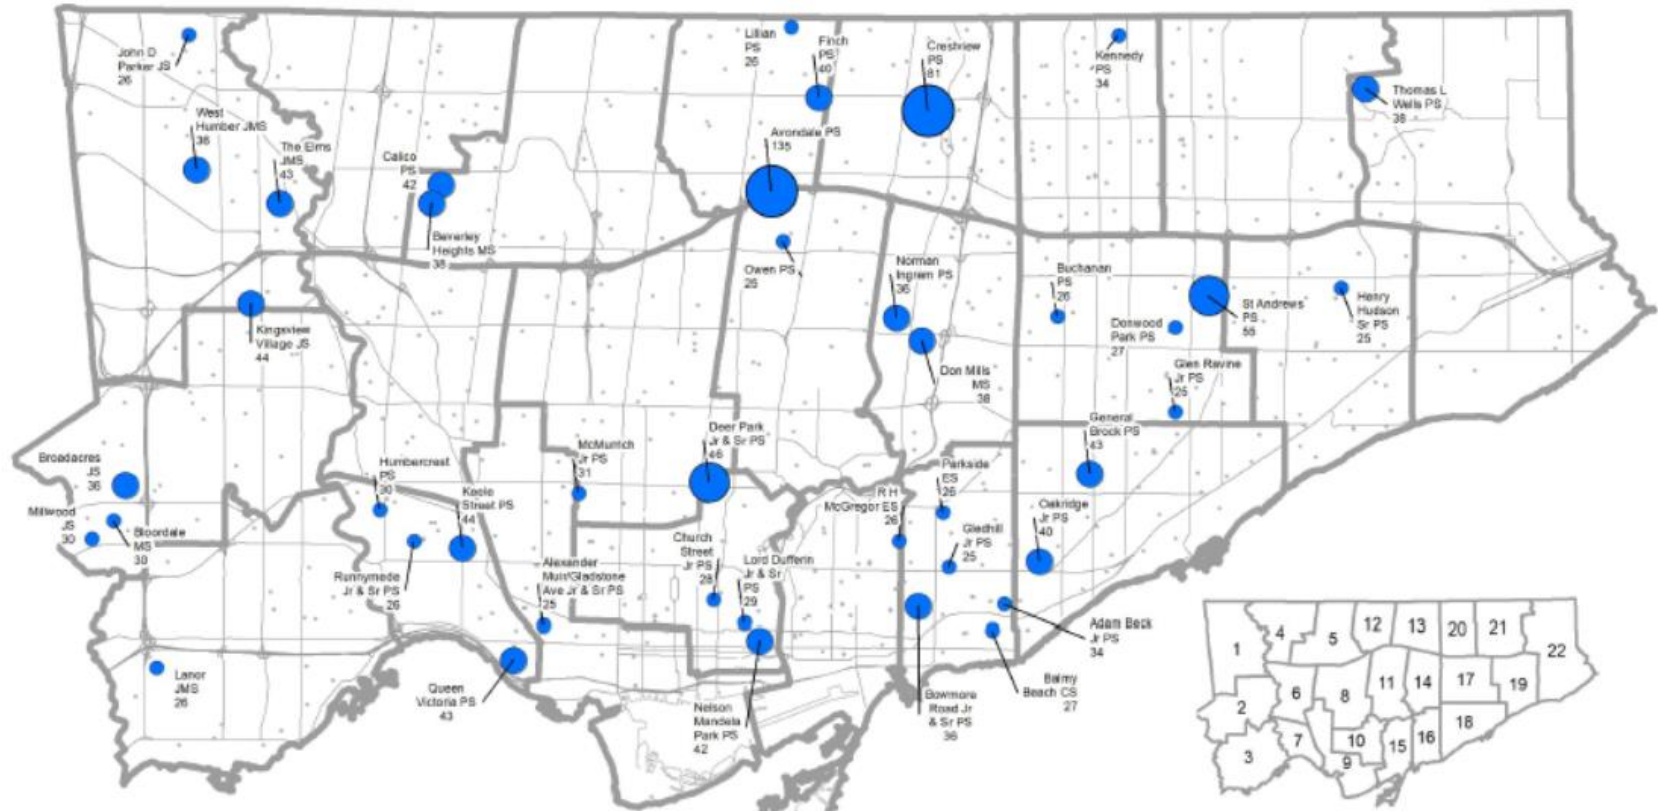 John D
Parker JS
26
West
Humber JMS
36
The Elms
JMS
43
Calico
PS
42
Beverley
Heights MS
38
Lillian
PS
26
Finch
PS
40
Crestview
PS
81
Avondale PS
135
Owen PS
25
Kennedy
PS
34
Thomas L
Wells PS
38
Kingsview
Village JS
44
Norman
Ingram PS
36
Don Mills
MS
38
Buchanan
PS
26
Donwood
Park PS
27
St Andrews
PS
55
Henry
Hudson
Sr PS
25
Glen Ravine
Jr PS
25
General
Brock PS
43
Broadacres
JS
36
Millwood
JS
30
Bloordale
MS
30
Humbercrest
PS
30
Keele
Street PS
44
Runnymede
Jr & Sr PS
26
McMurrich
Jr PS
31
Deer Park
Jr & Sr PS
46
Alexander
Muir/Gladstone
Ave Jr & Sr PS
25
Church
Street
Jr PS
28
Lord Dufferin
Jr & Sr
PS
29
R H
McGregor ES
26
Parkside
ES
26
Gledhill
Jr PS
25
Oakridge
Jr PS
40
Lanor
JMS
26
Queen
Victoria PS
43
Nelson
Mandela
Park PS
42
Bowmore
Road Jr
& Sr PS
36
Balmy
Beach CS
27
Adam Beck
Jr PS
34
1
4
5
12
13
20
21
22
2
6
8
11
14
17
19
3
7
10
9
15
16
18